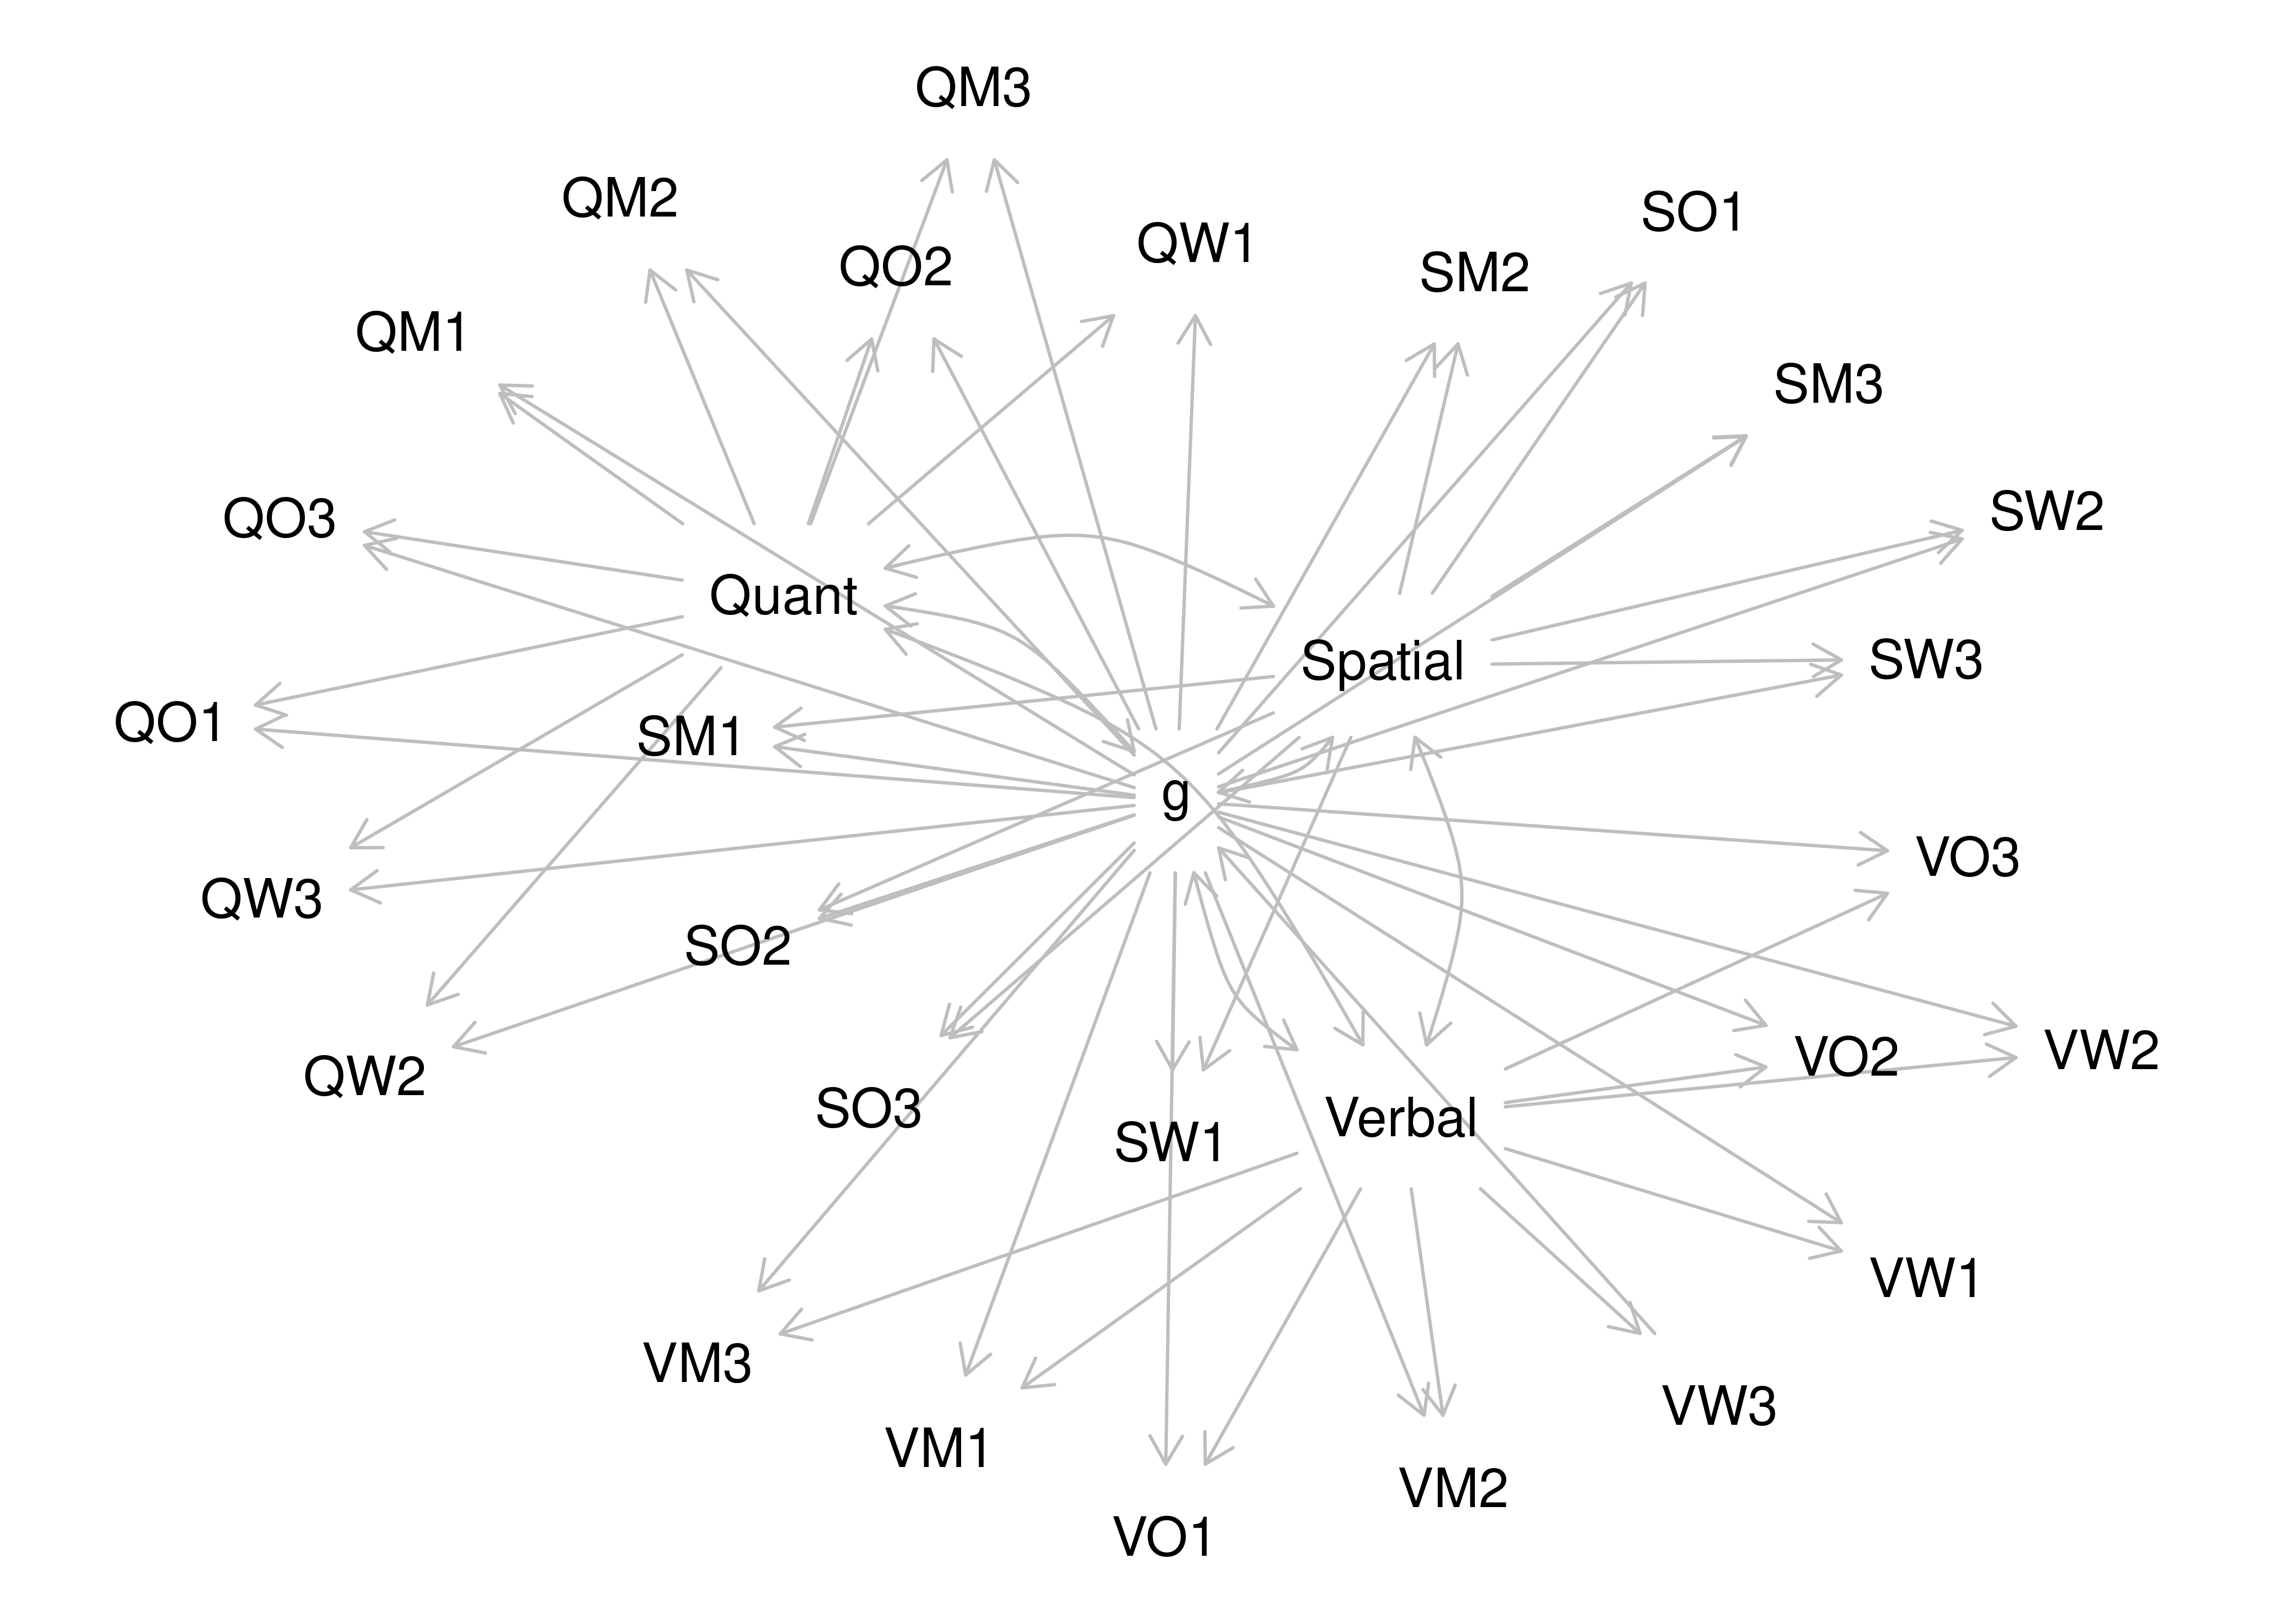 QM3
QM2
SO1
QO2
QW1
SM2
QM1
SM3
QO3
SW2
Quant
Spatial
SW3
QO1
SM1
g
VO3
QW3
SO2
VO2
VW2
QW2
SO3
Verbal
SW1
VW1
VM3
VW3
VM1
VM2
VO1